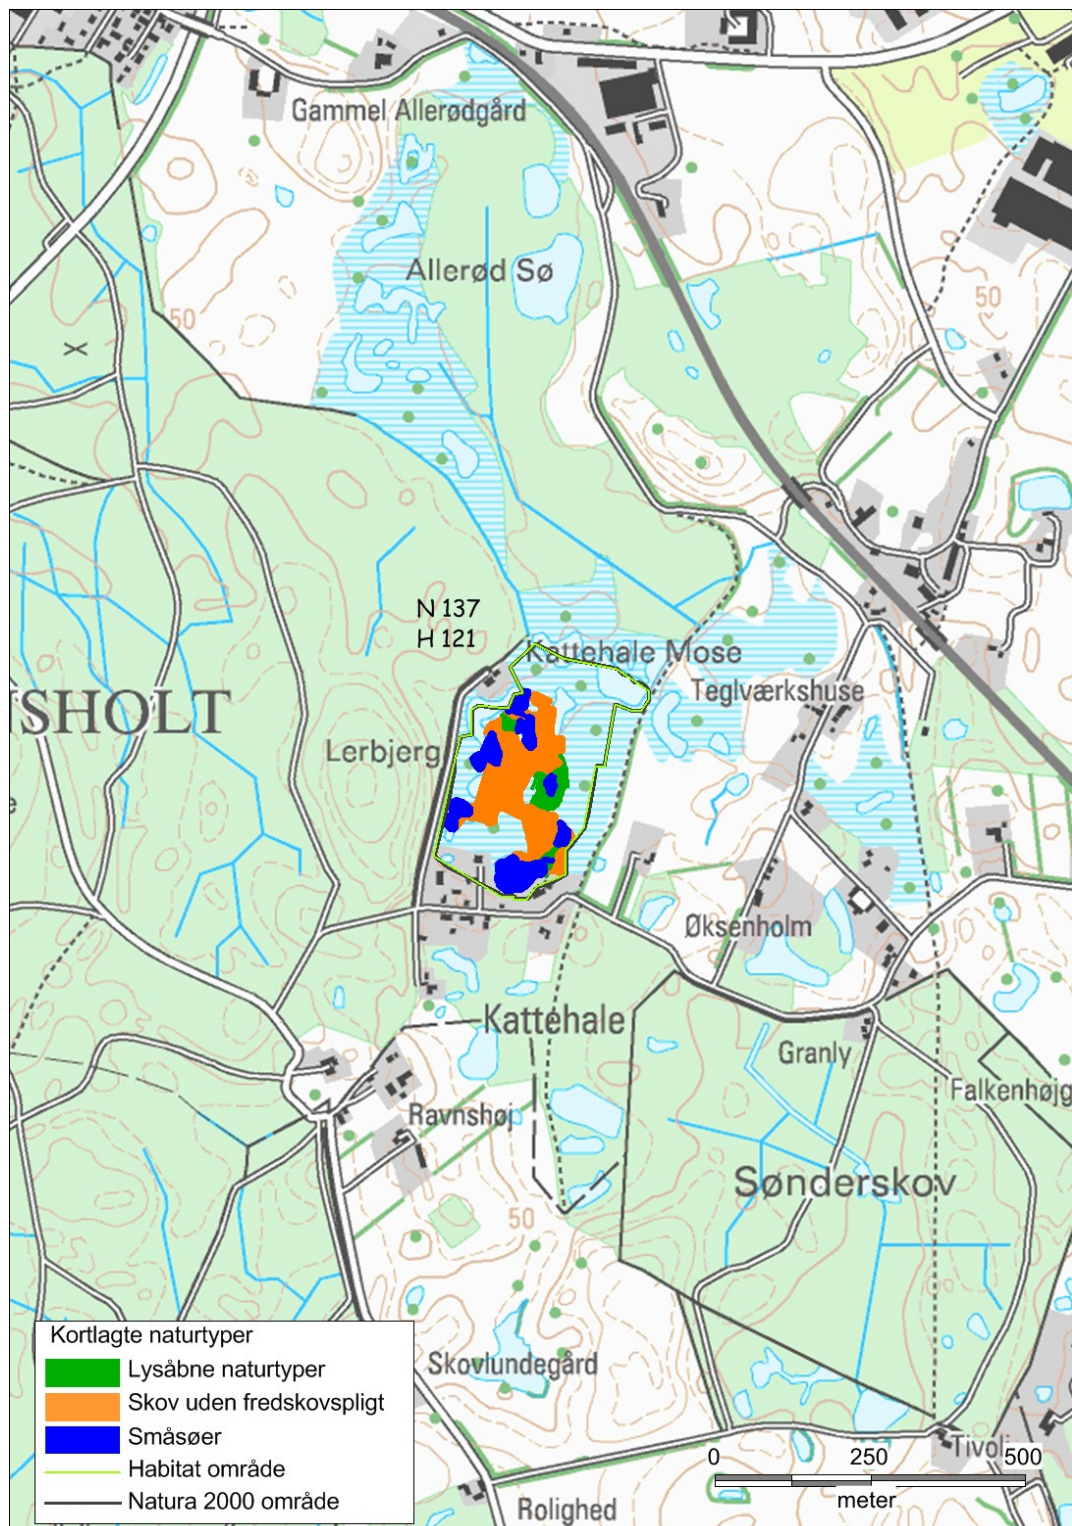 Gammel Allerødgård
Allerød Sø
50
50
N 137
H 121
Kattehale Mose
Teglværkshuse
SHOLT
Lerbjerg
Øksenholm
Kattehale
Granly
Falkenhøjg
Ravnshøj
Sønderskov
50
Skovlundegård
Tivoli
Rolighed
Kortlagte naturtyper
Lysåbne naturtyper
Skov uden fredskovspligt
Småsøer
Habitat område
Natura 2000 område
0 250 500
meter